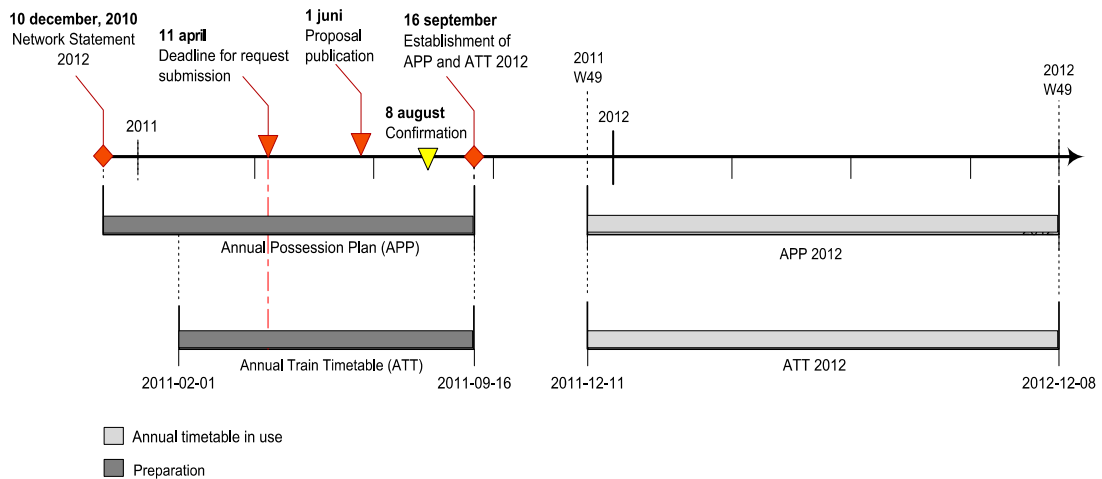 10 december, 2010
Network Statement
2012
11 april
Deadline for request
submission
1 juni
Proposal
publication
16 september
Establishment of
APP and ATT 2012
8 august
Confirmation
2011
2011
W49
2012
2012
W49
Annual Possession Plan (APP)
APP 2012
Annual Train Timetable (ATT)
ATT 2012
2011-02-01
2011-09-16
2011-12-11
2012-12-08
Annual timetable in use
Preparation